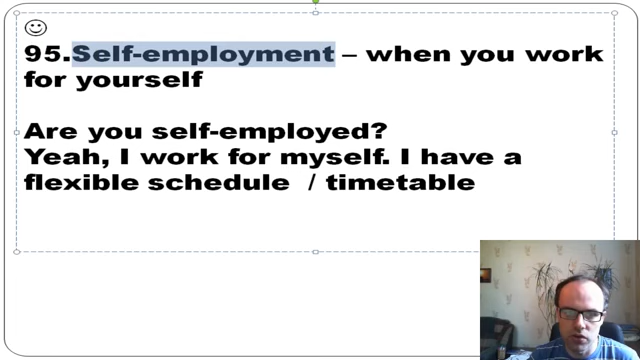 95.Self-employment – when you work
for yourself
Are you self-employed?
Yeah, I work for myself. I have a
flexible schedule / timetable